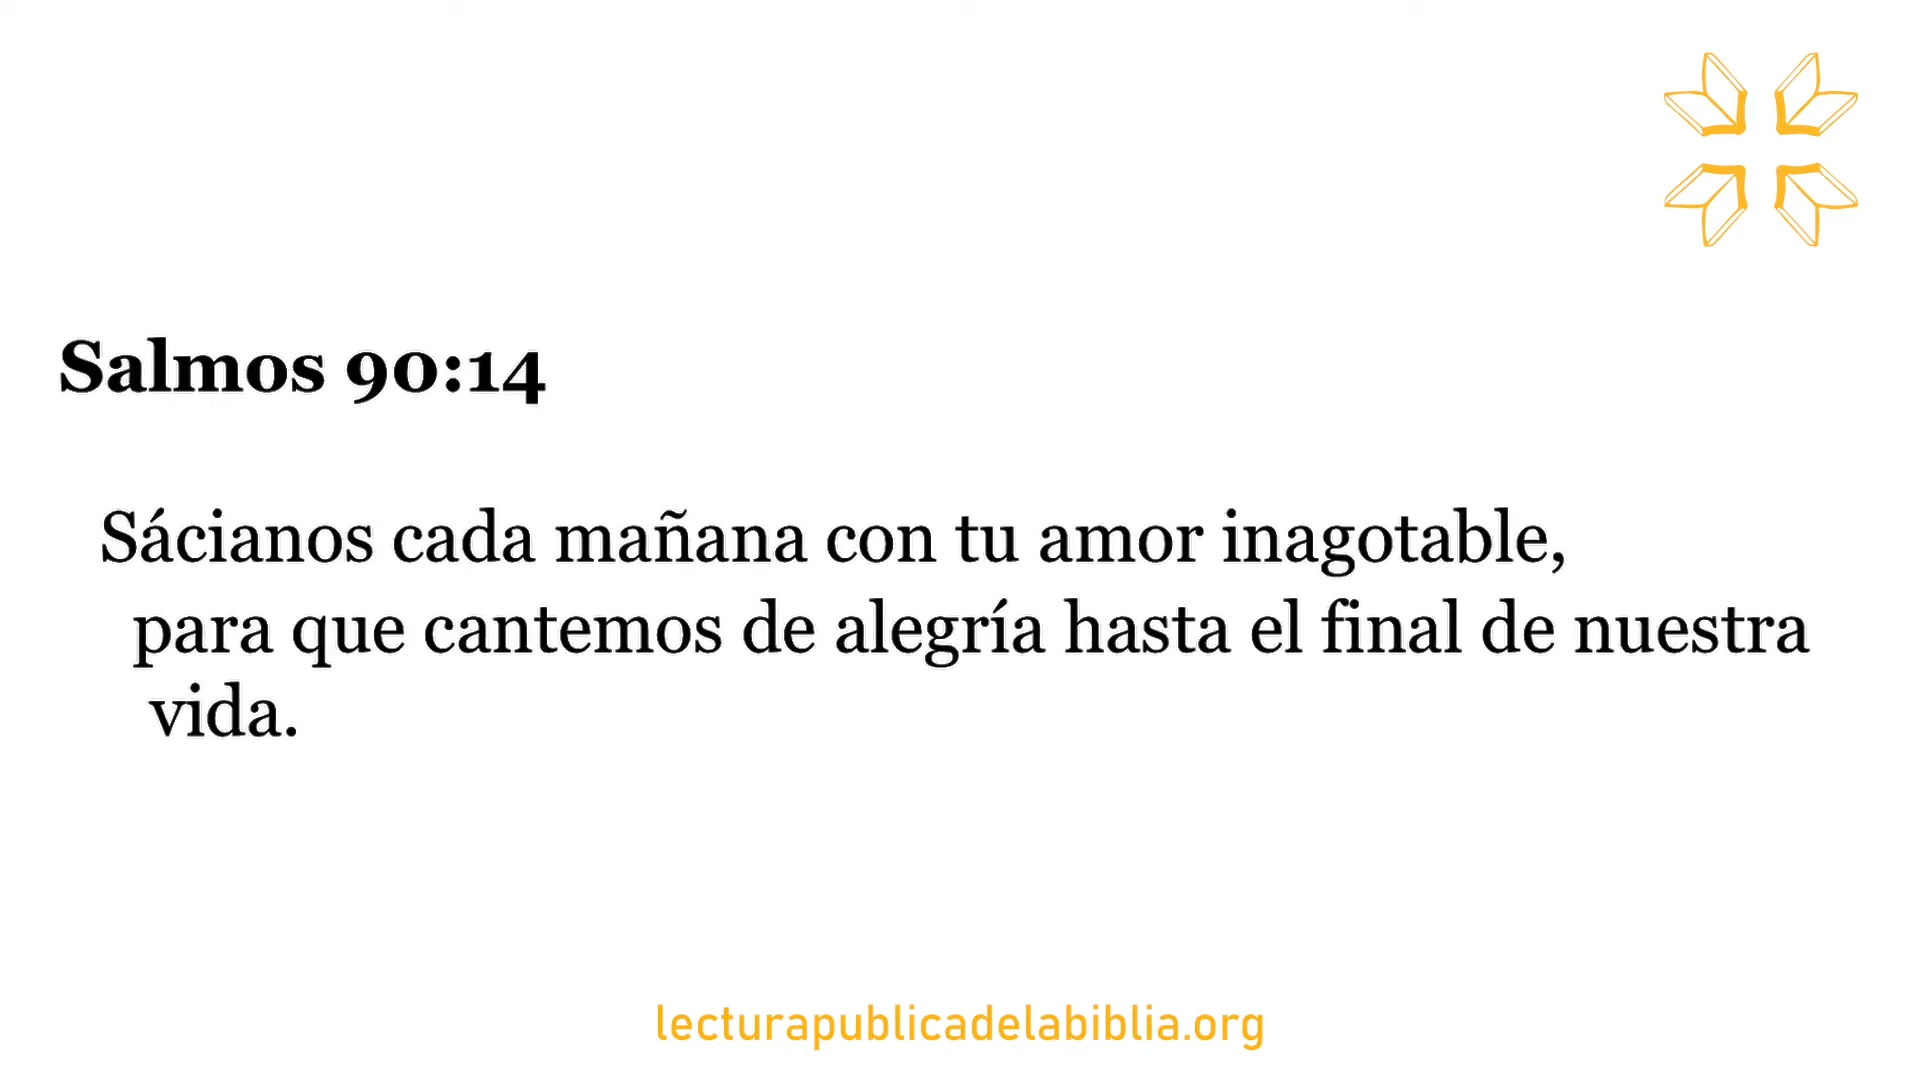 Salmos 90:14
Sácianos cada mañana con tu amor inagotable,
para que cantemos de alegría hasta el final de nuestra
vida.
lecturapublicadelabiblia.org